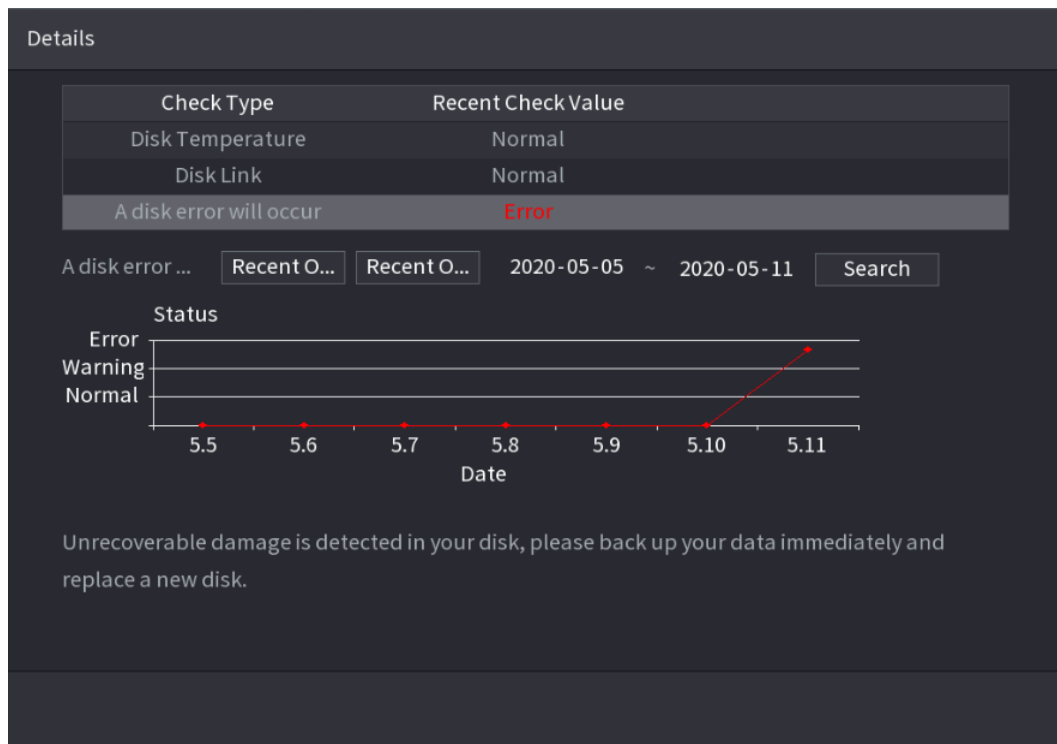 Details
Check Type Recent Check Value
Disk Temperature Normal
Disk Link Normal
A disk error will occur Error
A disk error ... Recent O... Recent O... 2020-05-05 ~ 2020-05-11 Search
Status
Error
Warning
Normal
5.5 5.6 5.7 5.8 5.9 5.10 5.11
Date
Unrecoverable damage is detected in your disk, please back up your data immediately and
replace a new disk.